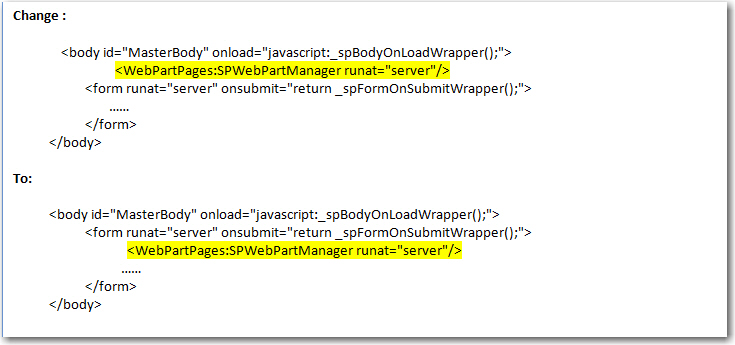 Change :
<body id="MasterBody" onload="javascript:_spBodyOnLoadWrapper();">
<WebPartPages:SPWebPartManager runat="server"/>
<form runat="server" onsubmit="return _spFormOnSubmitWrapper();">
......
</form>
</body>
To:
<body id="MasterBody" onload="javascript:_spBodyOnLoadWrapper();">
<form runat="server" onsubmit="return _spFormOnSubmitWrapper();">
<WebPartPages:SPWebPartManager runat="server"/>
......
</form>
</body>